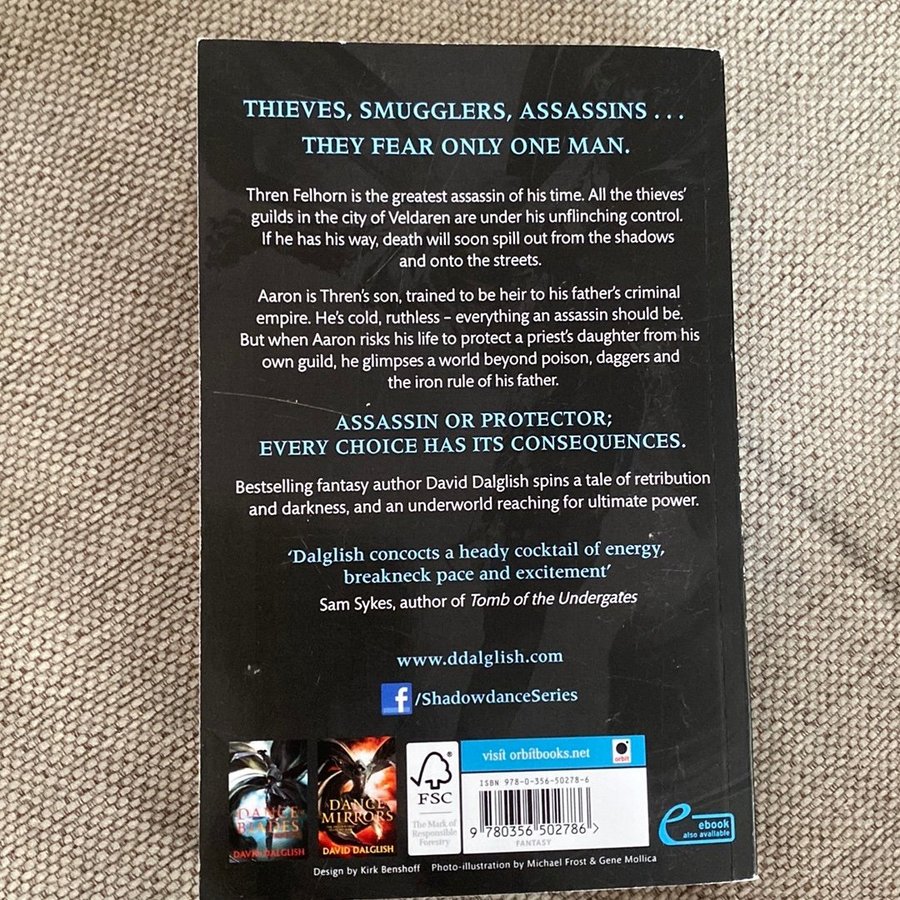 THIEVES, SMUGGLERS, ASSASSINS . . .
THEY FEAR ONLY ONE MAN.
Thren Felhorn is the greatest assassin of his time. All the thieves'
guilds in the city of Veldaren are under his unflinching control.
If he has his way, death will soon spill out from the shadows
and onto the streets.
Aaron is Thren's son, trained to be heir to his father's criminal
empire. He's cold, ruthless – everything an assassin should be.
But when Aaron risks his life to protect a priest's daughter from his
own guild, he glimpses a world beyond poison, daggers and
the iron rule of his father.
ASSASSIN OR PROTECTOR;
EVERY CHOICE HAS ITS CONSEQUENCES.
Bestselling fantasy author David Dalglish spins a tale of retribution
and darkness, and an underworld reaching for ultimate power.
'Dalglish concocts a heady cocktail of energy,
breakneck pace and excitement'
Sam Sykes, author of Tomb of the Undergates
www.ddalglish.com
f/ShadowdanceSeries
DANCE
BLADES
DAVID DALGLISH
DANCE
MIRRORS
DAVID DALGLISH
FSC
The Mark of
Responsible
Forestry
visit orbitbooks.net
orbit
ISBN 978-0-356-50278-6
9 780356 502786 >
FANTASY
ebook
also available
Design by Kirk Benshoff Photo-illustration by Michael Frost & Gene Mollica